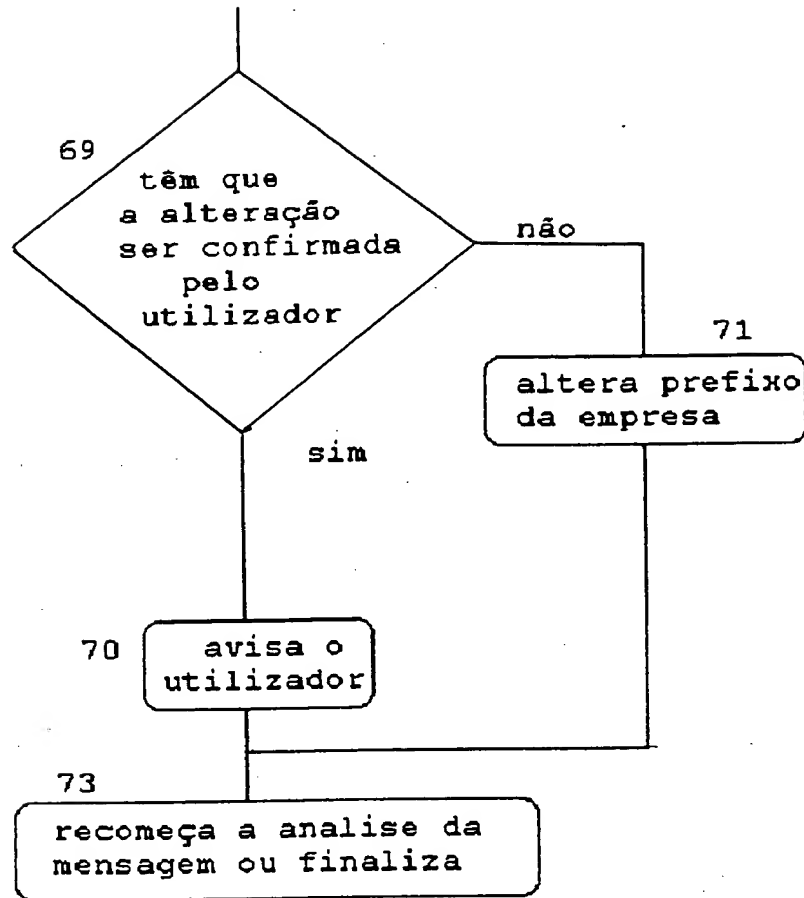 69
têm que
a alteração
ser confirmada
pelo
utilizador
não
71
altera prefixo
da empresa
sim
70
avisa o
utilizador
73
recomeça a analise da
mensagem ou finaliza